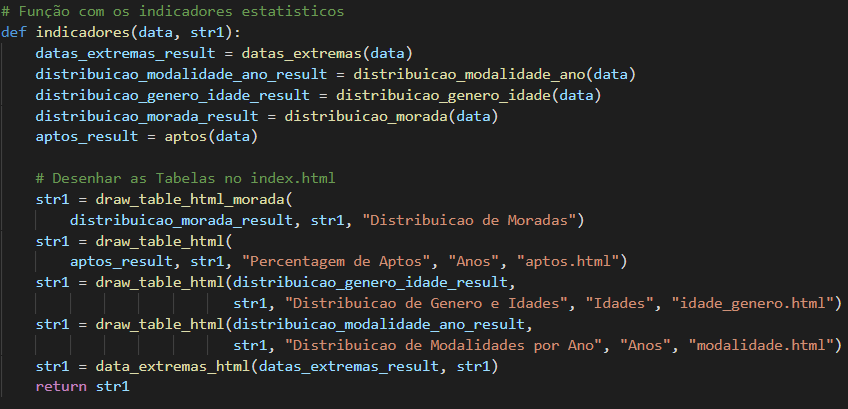 # Função com os indicadores estatisticos
def indicadores(data, str1):
    datas_extremas_result = datas_extremas(data)
    distribuicao_modalidade_ano_result = distribuicao_modalidade_ano(data)
    distribuicao_genero_idade_result = distribuicao_genero_idade(data)
    distribuicao_morada_result = distribuicao_morada(data)
    aptos_result = aptos(data)

    # Desenhar as Tabelas no index.html
    str1 = draw_table_html_morada(
        distribuicao_morada_result, str1, "Distribuicao de Moradas")
    str1 = draw_table_html(
        aptos_result, str1, "Percentagem de Aptos", "Anos", "aptos.html")
    str1 = draw_table_html(distribuicao_genero_idade_result,
                           str1, "Distribuicao de Genero e Idades", "Idades", "idade_genero.html")
    str1 = draw_table_html(distribuicao_modalidade_ano_result,
                           str1, "Distribuicao de Modalidades por Ano", "Anos", "modalidade.html")
    str1 = data_extremas_html(datas_extremas_result, str1)
    return str1